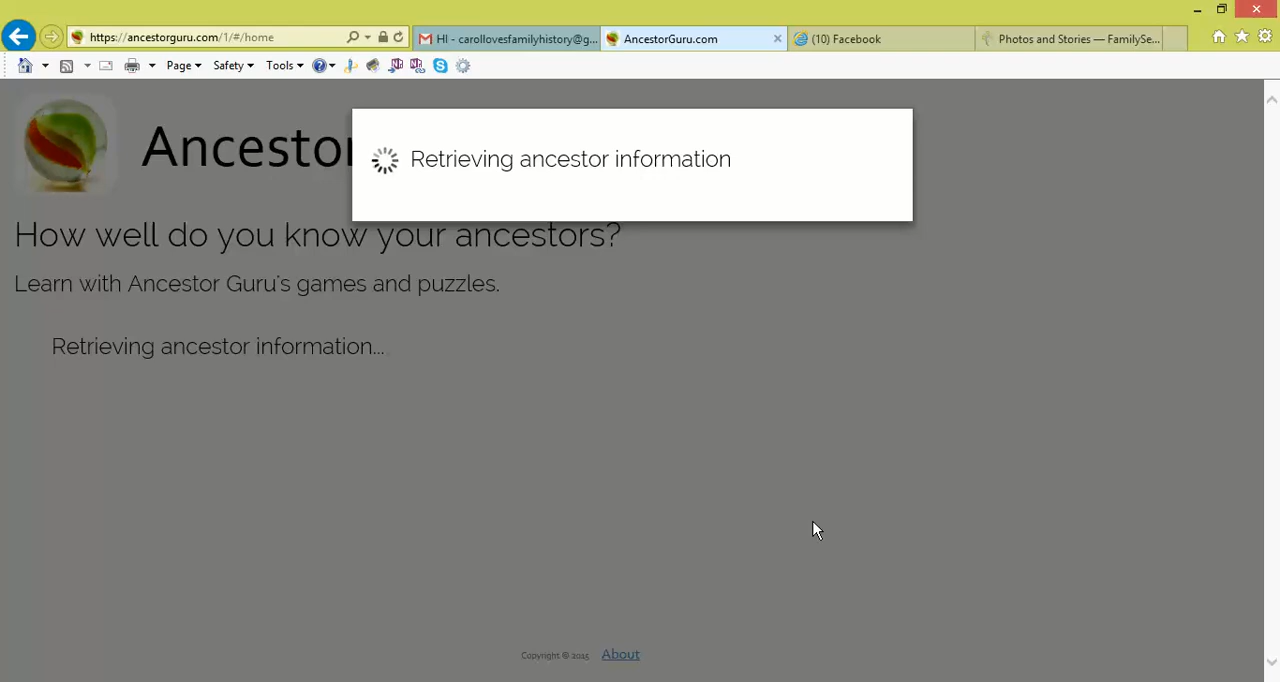 https://ancestorguru.com/1/#/home
HI - carollovesfamilyhistory@g...
AncestorGuru.com
(10) Facebook
Photos and Stories — FamilySe...
Page
Safety
Tools
Ancestor
Retrieving ancestor information
How well do you know your ancestors?
Learn with Ancestor Guru's games and puzzles.
Retrieving ancestor information...
Copyright © 2015 About